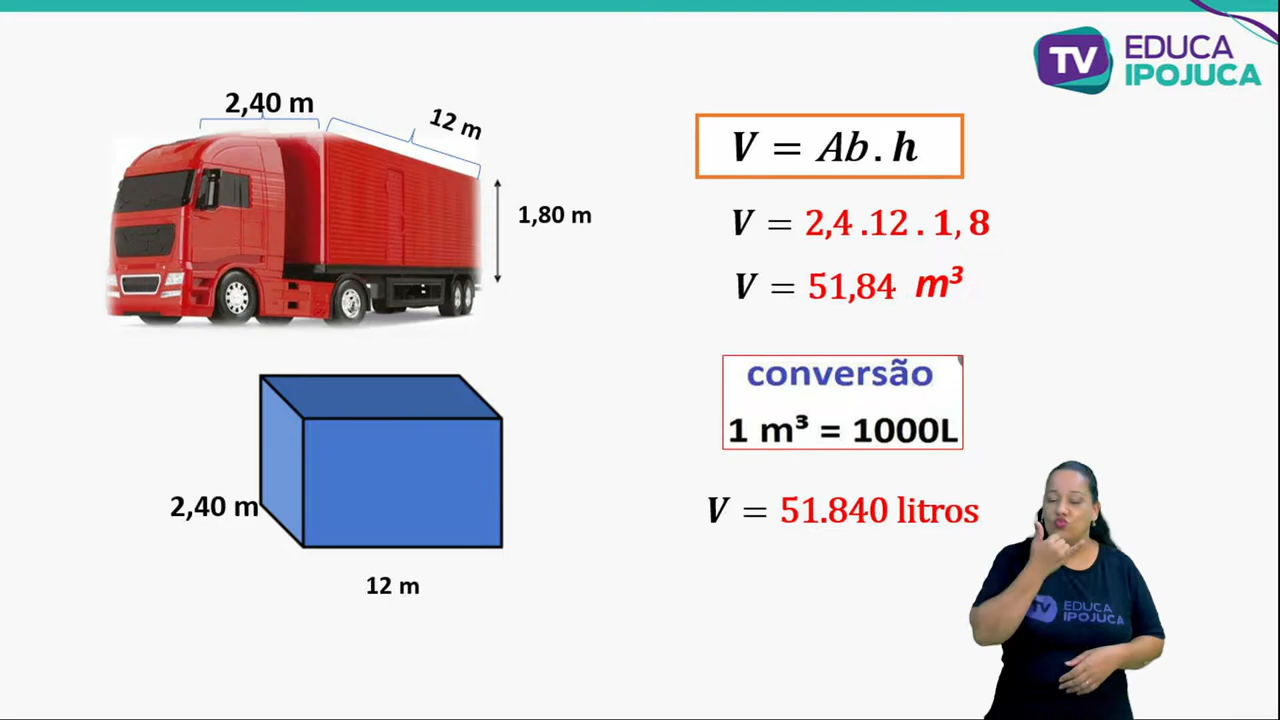 TV EDUCA
IPOJUCA
2,40 m
12 m
1,80 m
V = Ab . h
V = 2,4 .12 . 1, 8
V = 51,84 m³
conversão
1 m³ = 1000L
V = 51.840 litros
2,40 m
12 m
TV EDUCA
IPOJUCA